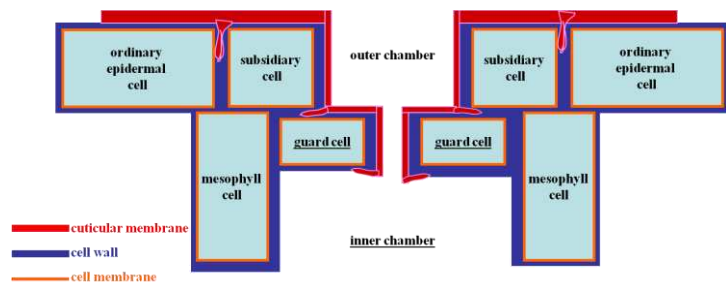 ordinary
epidermal
cell
subsidiary
cell
outer chamber
subsidiary
cell
ordinary
epidermal
cell
guard cell
guard cell
mesophyll
cell
mesophyll
cell
cuticular membrane
cell wall
cell membrane
inner chamber